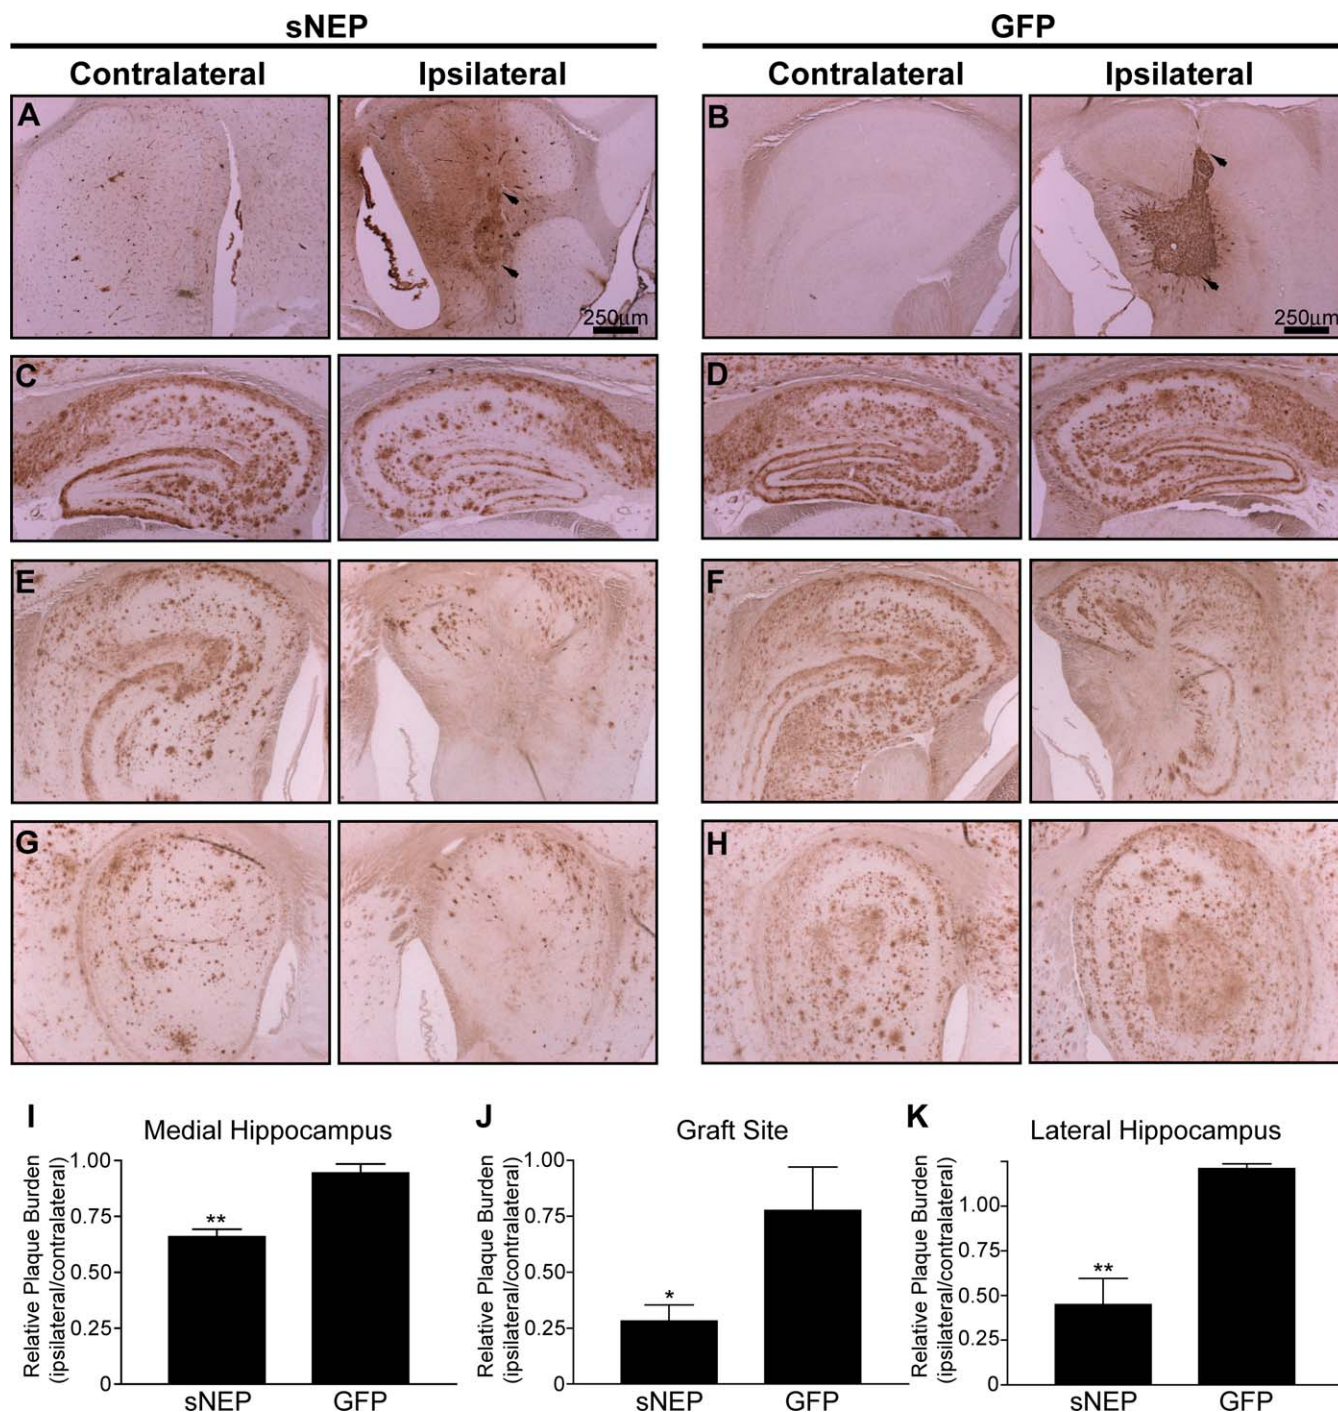 sNEP
GFP
Contralateral
Ipsilateral
Contralateral
Ipsilateral
A
B
250µm
250µm
C
D
E
F
G
H
I
Medial Hippocampus
Relative Plaque Burden
(ipsilateral/contralateral)
1.00
0.75
0.50
0.25
0
**
sNEP
GFP
J
Graft Site
Relative Plaque Burden
(ipsilateral/contralateral)
1.00
0.75
0.50
0.25
0
*
sNEP
GFP
K
Lateral Hippocampus
Relative Plaque Burden
(ipsilateral/contralateral)
1.00
0.75
0.50
0.25
0
**
sNEP
GFP